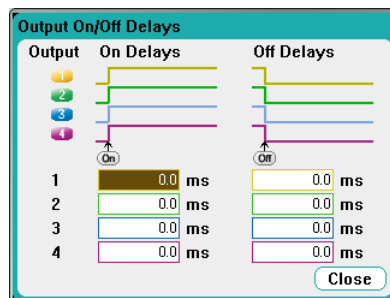 Output On/Off Delays
Output On Delays Off Delays
1
2
3
4
On Off
1 0.0 ms 0.0 ms
2 0.0 ms 0.0 ms
3 0.0 ms 0.0 ms
4 0.0 ms 0.0 ms
Close